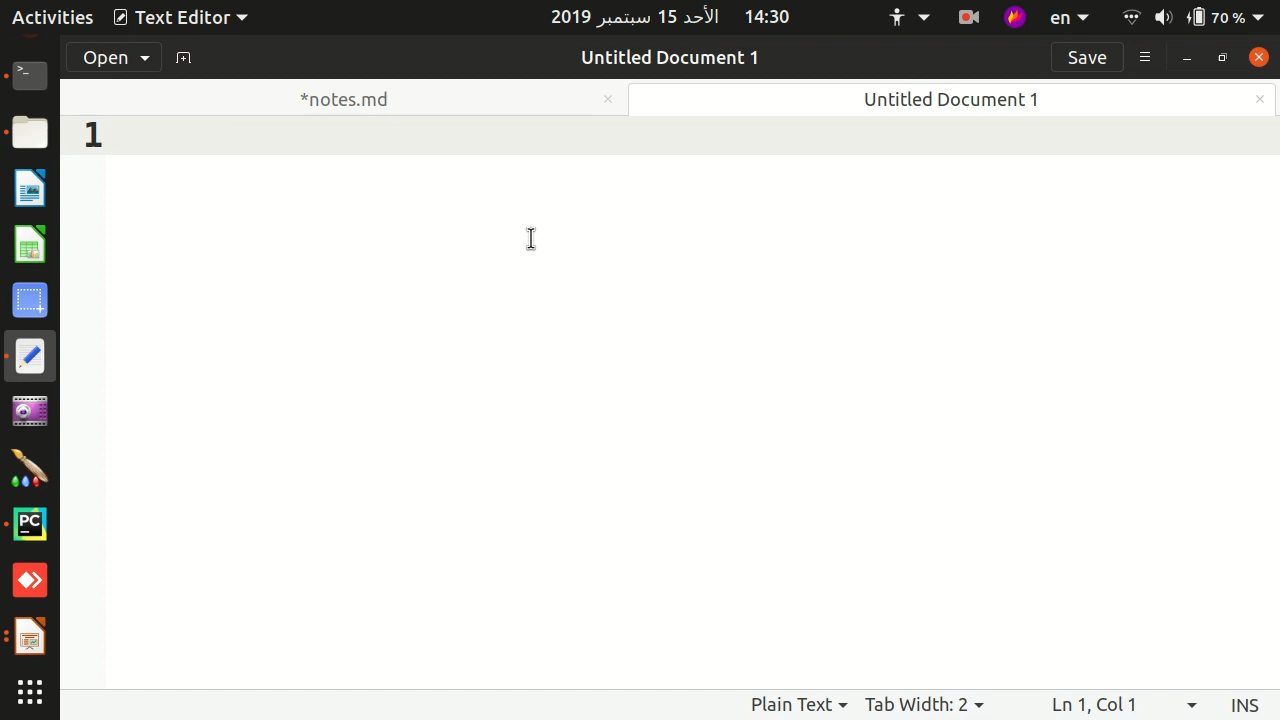 Activities Text Editor الأحد 15 سبتمبر 2019 14:30 en 70 %
Open Untitled Document 1 Save
*notes.md Untitled Document 1
1
PC
Plain Text Tab Width: 2 Ln 1, Col 1 INS